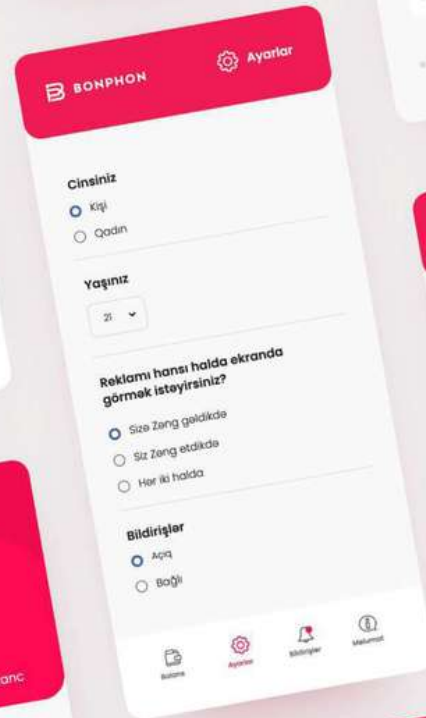 BONPHON
Ayarlar
Cinsiniz
Kişi
Qadın
Yaşınız
21
Reklamı hansı halda ekranda
görmək istəyirsiniz?
Sizə Zəng gəldikdə
Siz Zəng etdikdə
Hər iki halda
Bildirişlər
Açıq
Bağlı
Balans
Ayarlar
Bildirişlər
Məlumat
anc